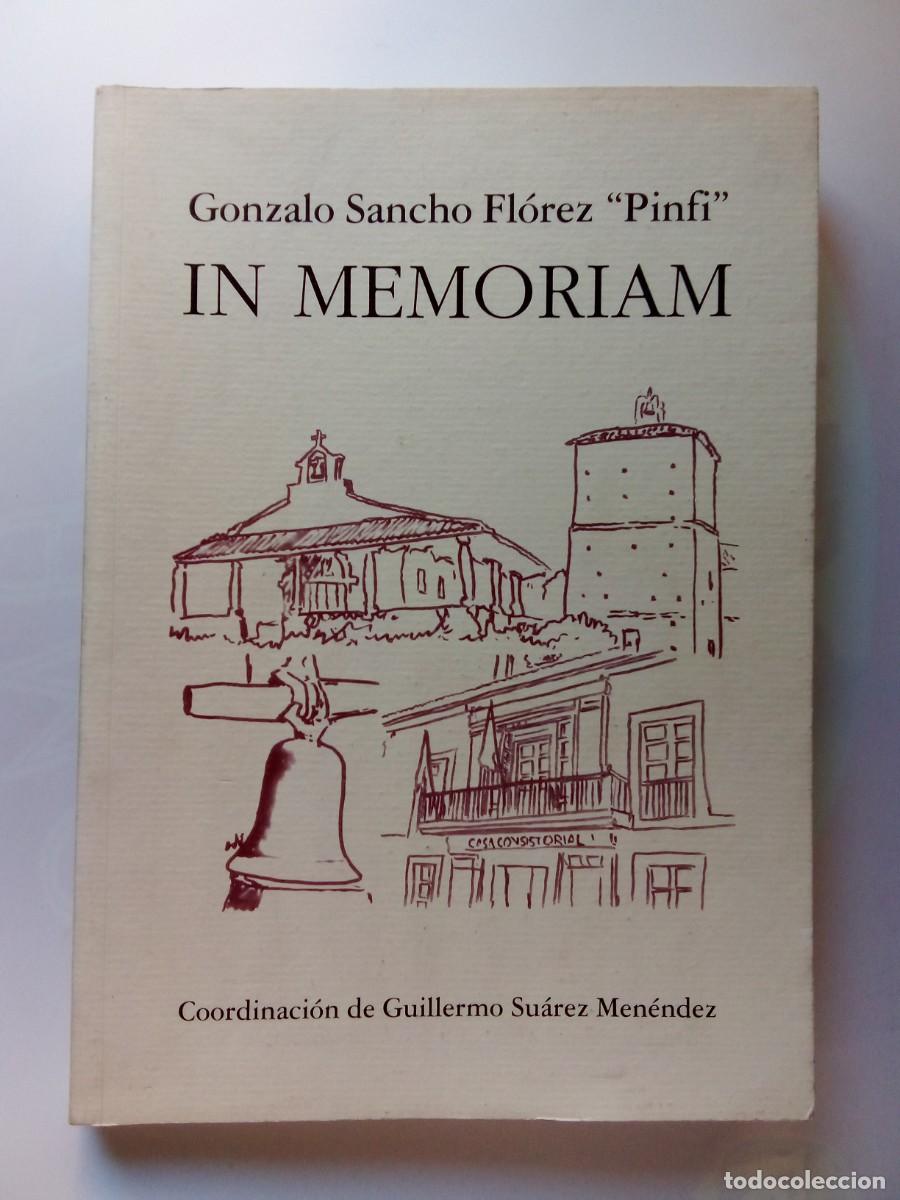 Gonzalo Sancho Flórez “Pinfi”
IN MEMORIAM
CASA CONSISTORIAL
Coordinación de Guillermo Suárez Menéndez
todocoleccion